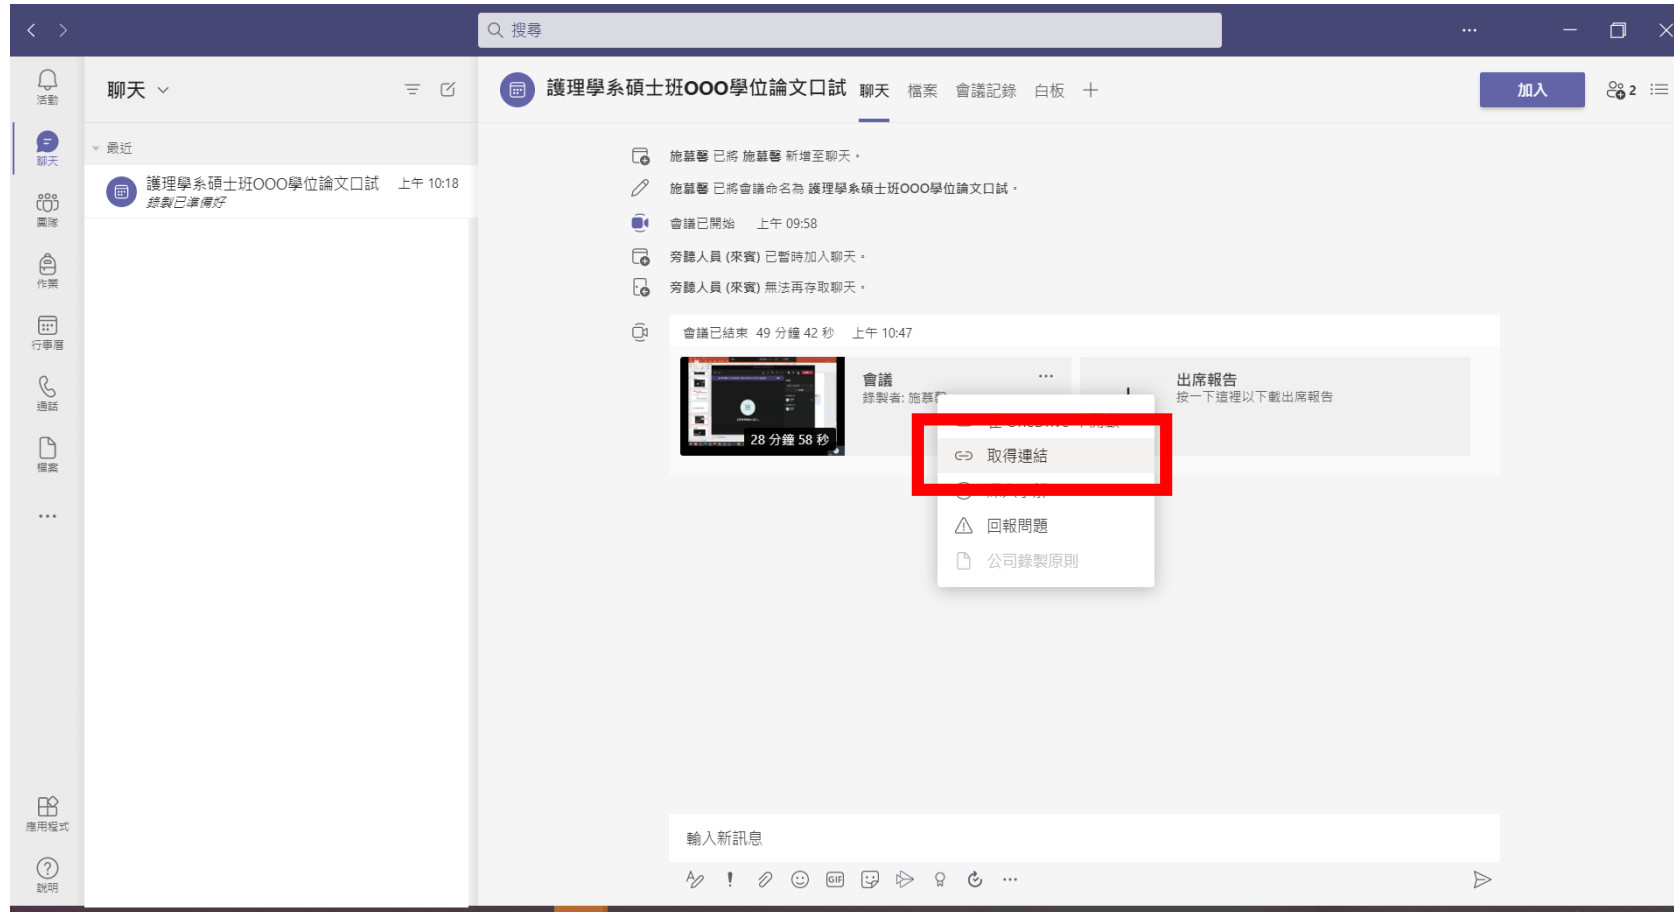 搜尋
活動
聊天
團隊
作業
行事曆
通話
檔案
應用程式
說明
聊天
最近
護理學系碩士班OOO學位論文口試 上午 10:18
錄製已準備好
護理學系碩士班OOO學位論文口試 聊天 檔案 會議記錄 白板
加入
2
施慕馨 已將 施慕馨 新增至聊天。
施慕馨 已將會議命名為 護理學系碩士班OOO學位論文口試。
會議已開始 上午 09:58
旁聽人員 (來賓) 已暫時加入聊天。
旁聽人員 (來賓) 無法再存取聊天。
會議已結束 49 分鐘 42 秒 上午 10:47
28 分鐘 58 秒
會議
錄製者: 施慕馨
出席報告
按一下這裡以下載出席報告
取得連結
回報問題
公司錄製原則
輸入新訊息
GIF